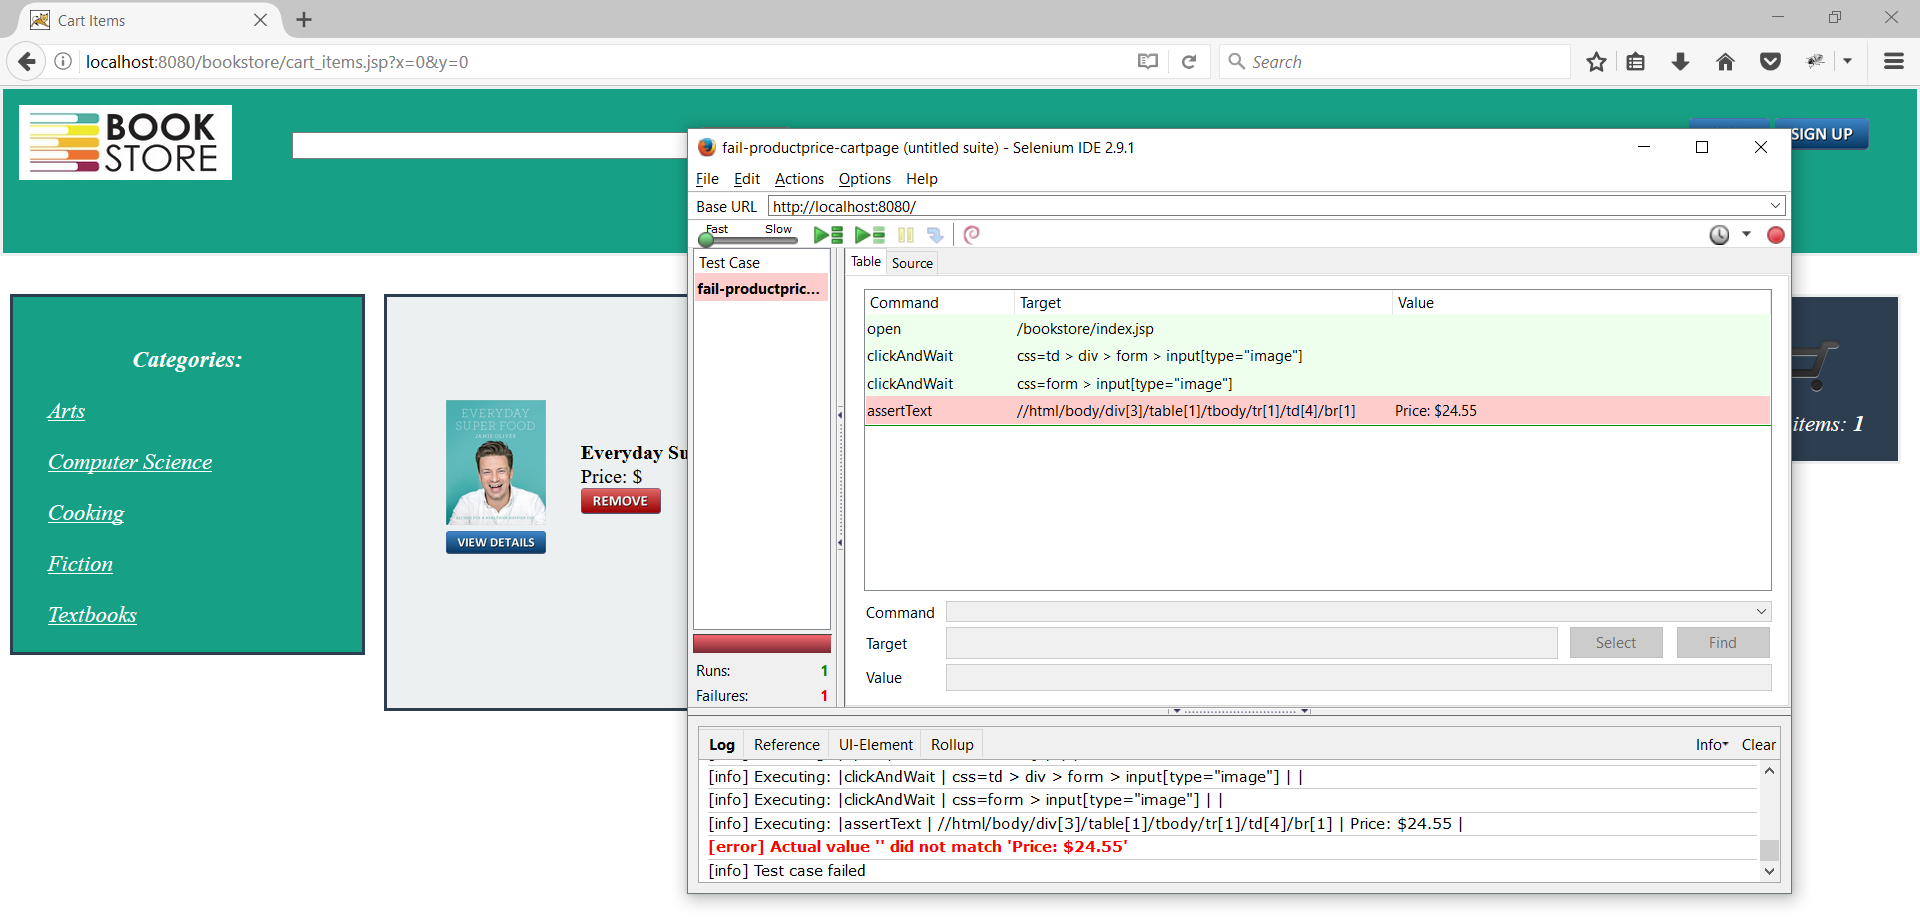 Cart Items
localhost:8080/bookstore/cart_items.jsp?x=0&y=0
Search
BOOK
STORE
SIGN UP
fail-productprice-cartpage (untitled suite) - Selenium IDE 2.9.1
File Edit Actions Options Help
Base URL http://localhost:8080/
Fast Slow
Test Case
fail-productpric...
Table Source
Command Target Value
open /bookstore/index.jsp
clickAndWait css=td > div > form > input[type="image"]
clickAndWait css=form > input[type="image"]
assertText //html/body/div[3]/table[1]/tbody/tr[1]/td[4]/br[1] Price: $24.55
Command
Target Select Find
Value
Runs: 1
Failures: 1
Log Reference UI-Element Rollup Info Clear
[info] Executing: |clickAndWait | css=td > div > form > input[type="image"] | |
[info] Executing: |clickAndWait | css=form > input[type="image"] | |
[info] Executing: |assertText | //html/body/div[3]/table[1]/tbody/tr[1]/td[4]/br[1] | Price: $24.55 |
[error] Actual value '' did not match 'Price: $24.55'
[info] Test case failed
Categories:
Arts
Computer Science
Cooking
Fiction
Textbooks
EVERYDAY
SUPER FOOD
JAMIE OLIVER
VIEW DETAILS
Everyday Su
Price: $
REMOVE
items: 1